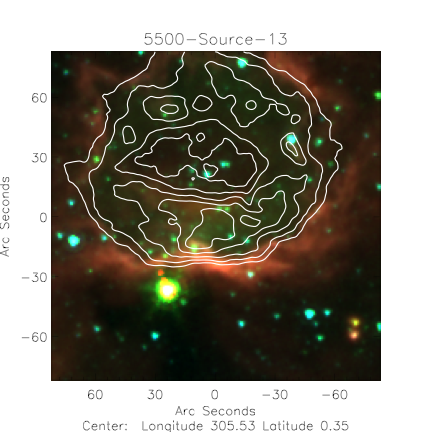 5500-Source-13
60
30
0
-30
-60
Arc Seconds
60 30 0 -30 -60
Arc Seconds
Center: Longitude 305.53 Latitude 0.35